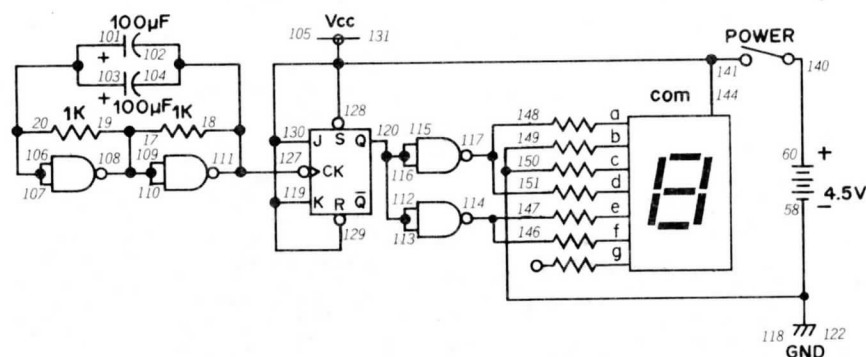 100μF
101
102
+
103
104
+
100μF
1K
1K
20
19
17
18
106
107
108
109
110
111
Vcc
105
131
128
130
J
S
Q
120
127
CK
119
K
R
Q̅
129
115
116
117
112
113
114
148
a
149
b
150
c
151
d
147
e
146
f
g
com
144
POWER
141
140
60
+
4.5V
58
−
118
122
GND